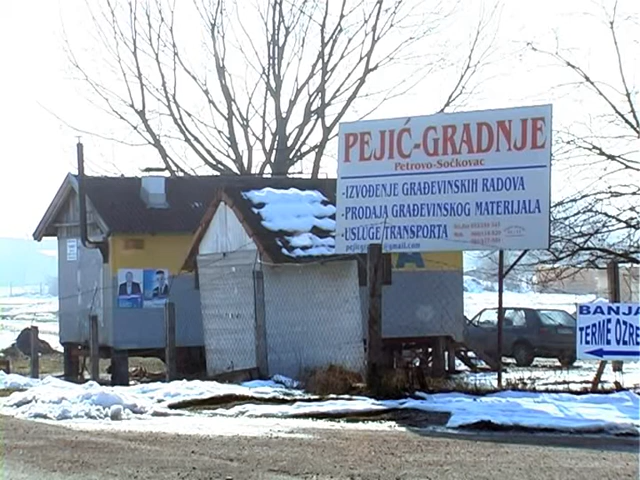 PEJIĆ-GRADNJE
Petrovo-Sočkovac
-IZVOĐENJE GRAĐEVINSKIH RADOVA
-PRODAJA GRAĐEVINSKOG MATERIJALA
-USLUGE TRANSPORTA
BANJA
TERME OZRE